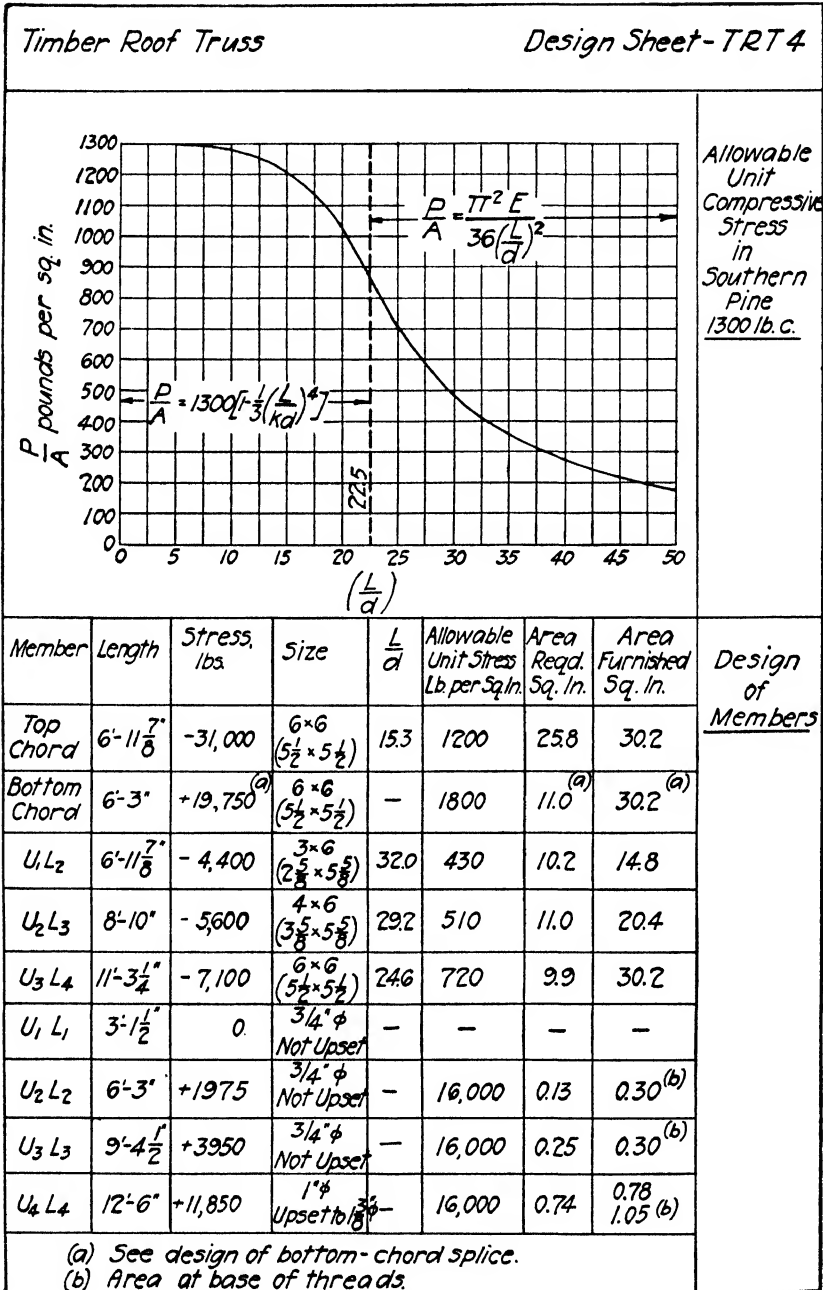 Timber Roof Truss Design Sheet-TRT4
1300
1200
1100
1000
900
800
700
600
500
400
300
200
100
0
P/A pounds per sq. in.
P/A = π² E / 36(L/d)²
P/A = 1300[1-1/3(L/kd)⁴]
22.5
0 5 10 15 20 25 30 35 40 45 50
(L/d)
Allowable
Unit
Compressive
Stress
in
Southern
Pine
1300 lb. c.
Member Length Stress, lbs. Size L/d Allowable Unit Stress Lb. per Sq.In. Area Reqd. Sq. In. Area Furnished Sq. In.
Design
of
Members
Top Chord 6'-11 7/8" -31,000 6×6 (5 1/2 × 5 1/2) 15.3 1200 25.8 30.2
Bottom Chord 6'-3" +19,750 (a) 6×6 (5 1/2 × 5 1/2) — 1800 11.0 (a) 30.2 (a)
U₁L₂ 6'-11 7/8" -4,400 3×6 (2 5/8 × 5 5/8) 32.0 430 10.2 14.8
U₂L₃ 8'-10" -5,600 4×6 (3 5/8 × 5 5/8) 29.2 510 11.0 20.4
U₃L₄ 11'-3 1/4" -7,100 6×6 (5 1/2 × 5 1/2) 24.6 720 9.9 30.2
U₁L₁ 3'-1 1/2" 0 3/4"φ Not Upset — — — —
U₂L₂ 6'-3" +1975 3/4"φ Not Upset — 16,000 0.13 0.30 (b)
U₃L₃ 9'-4 1/2" +3950 3/4"φ Not Upset — 16,000 0.25 0.30 (b)
U₄L₄ 12'-6" +11,850 1"φ Upset to 1 3/8"φ — 16,000 0.74 0.78 1.05 (b)
(a) See design of bottom-chord splice.
(b) Area at base of threads.